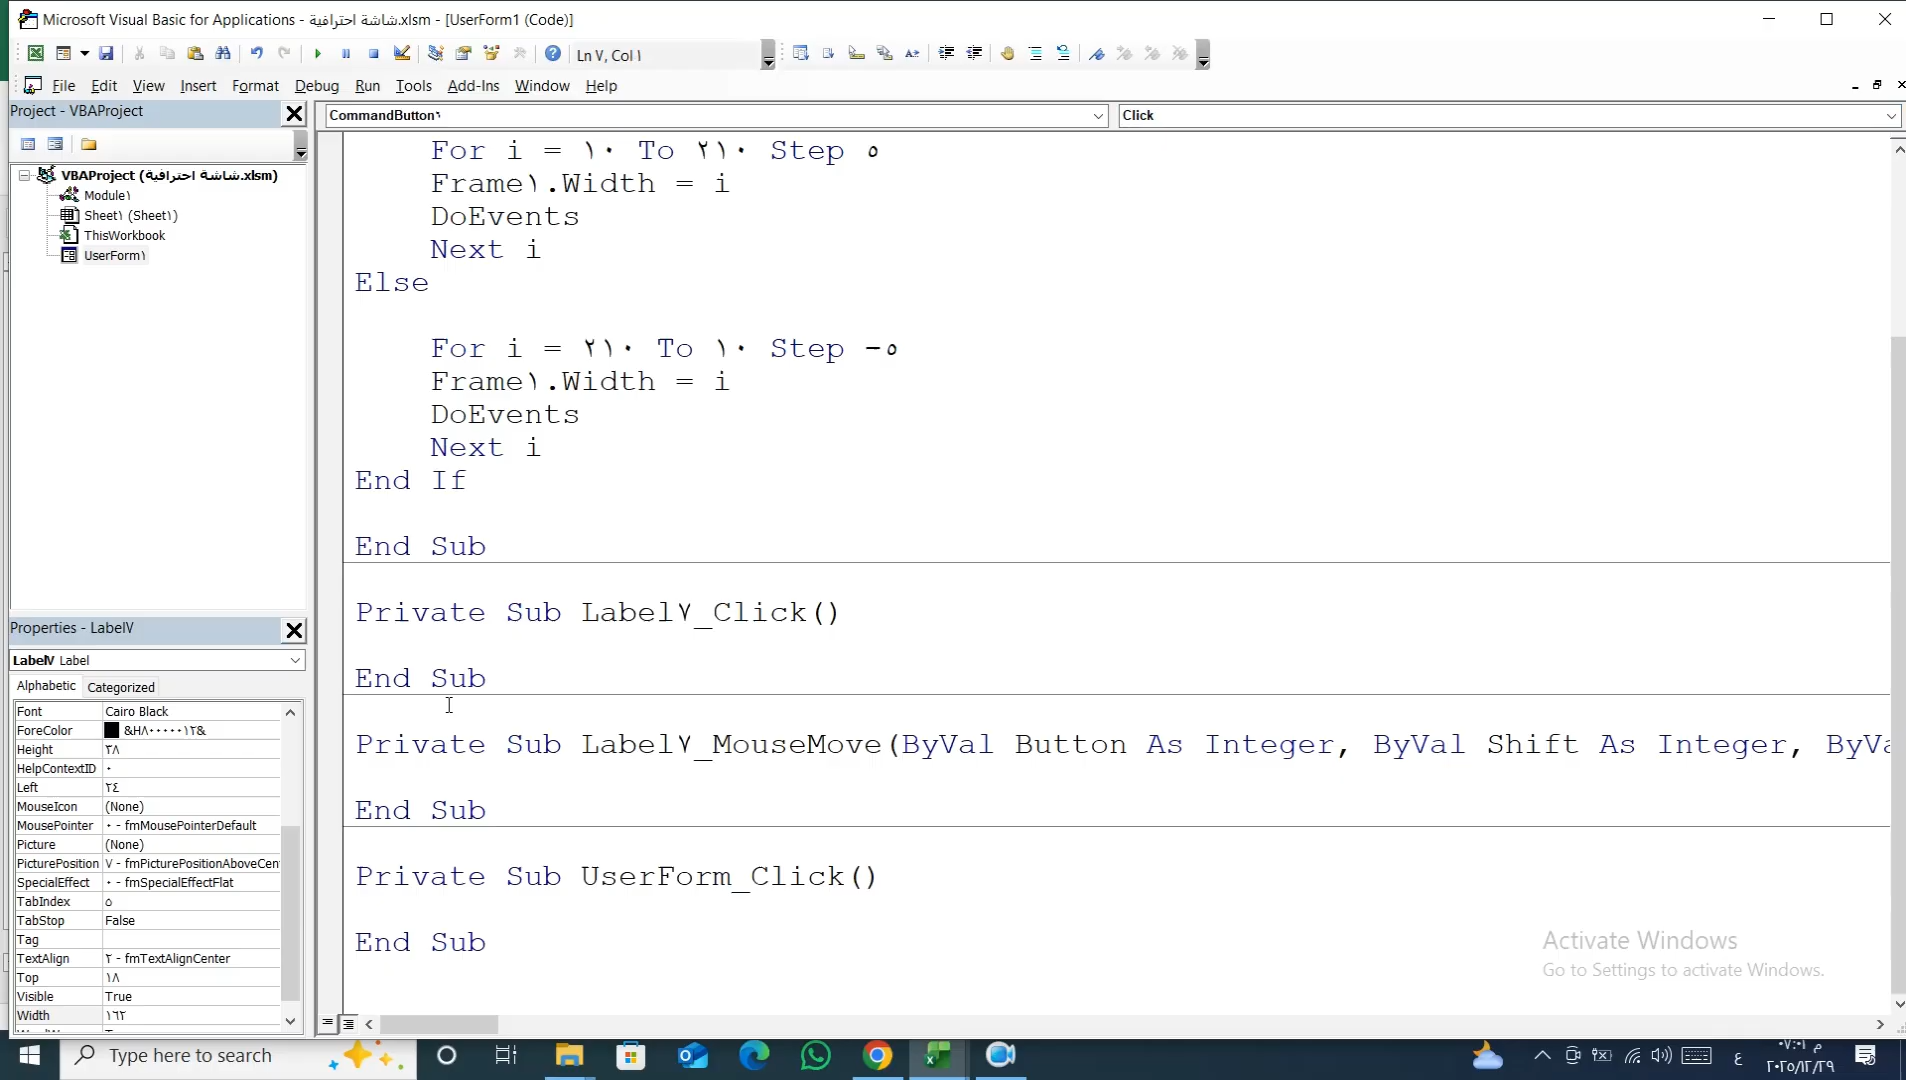 Microsoft Visual Basic for Applications - شاشة احترافية.xlsm - [UserForm1 (Code)]
Ln ٧, Col ١
File Edit View Insert Format Debug Run Tools Add-Ins Window Help
Project - VBAProject
CommandButton١ Click
VBAProject (شاشة احترافية.xlsm)
Module١
Sheet١ (Sheet١)
ThisWorkbook
UserForm١
For i = ١٠ To ٢١٠ Step ٥
Frame١.Width = i
DoEvents
Next i
Else
For i = ٢١٠ To ١٠ Step -٥
Frame١.Width = i
DoEvents
Next i
End If
End Sub
Private Sub Label٧_Click()
End Sub
Private Sub Label٧_MouseMove(ByVal Button As Integer, ByVal Shift As Integer, ByVa
End Sub
Private Sub UserForm_Click()
End Sub
Properties - Label٧
Label٧ Label
Alphabetic Categorized
Font Cairo Black
ForeColor &H٨٠٠٠٠٠١٢&
Height ٣٨
HelpContextID ٠
Left ٢٤
MouseIcon (None)
MousePointer ٠ - fmMousePointerDefault
Picture (None)
PicturePosition ٧ - fmPicturePositionAboveCen
SpecialEffect ٠ - fmSpecialEffectFlat
TabIndex ٥
TabStop False
Tag
TextAlign ٢ - fmTextAlignCenter
Top ١٨
Visible True
Width ١٦٢
Activate Windows
Go to Settings to activate Windows.
Type here to search
ع
٠٧:٠١ م
٢٠٢٥/١٢/٢٩